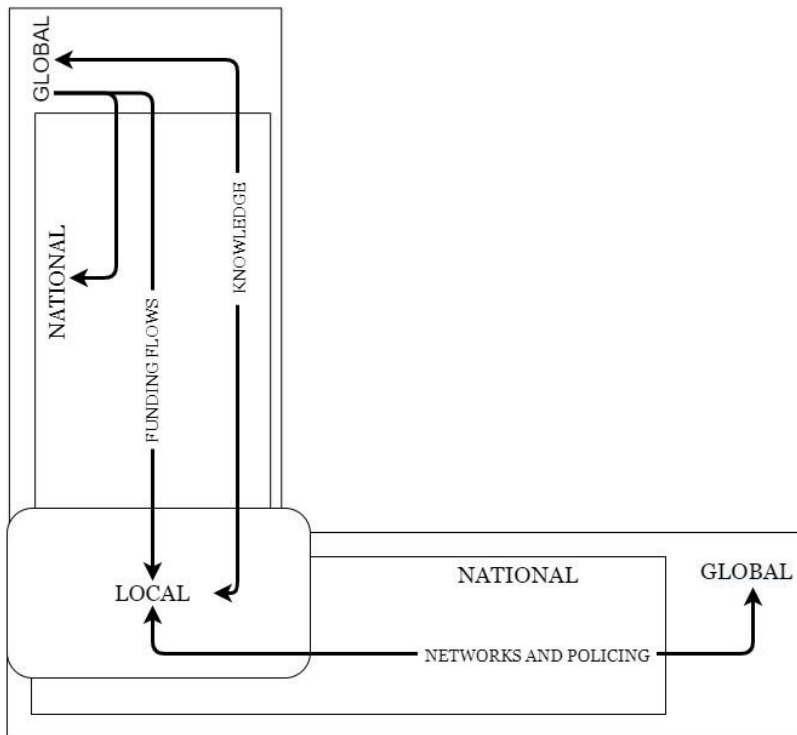 GLOBAL
KNOWLEDGE
NATIONAL
FUNDING FLOWS
LOCAL
NATIONAL
GLOBAL
NETWORKS AND POLICING